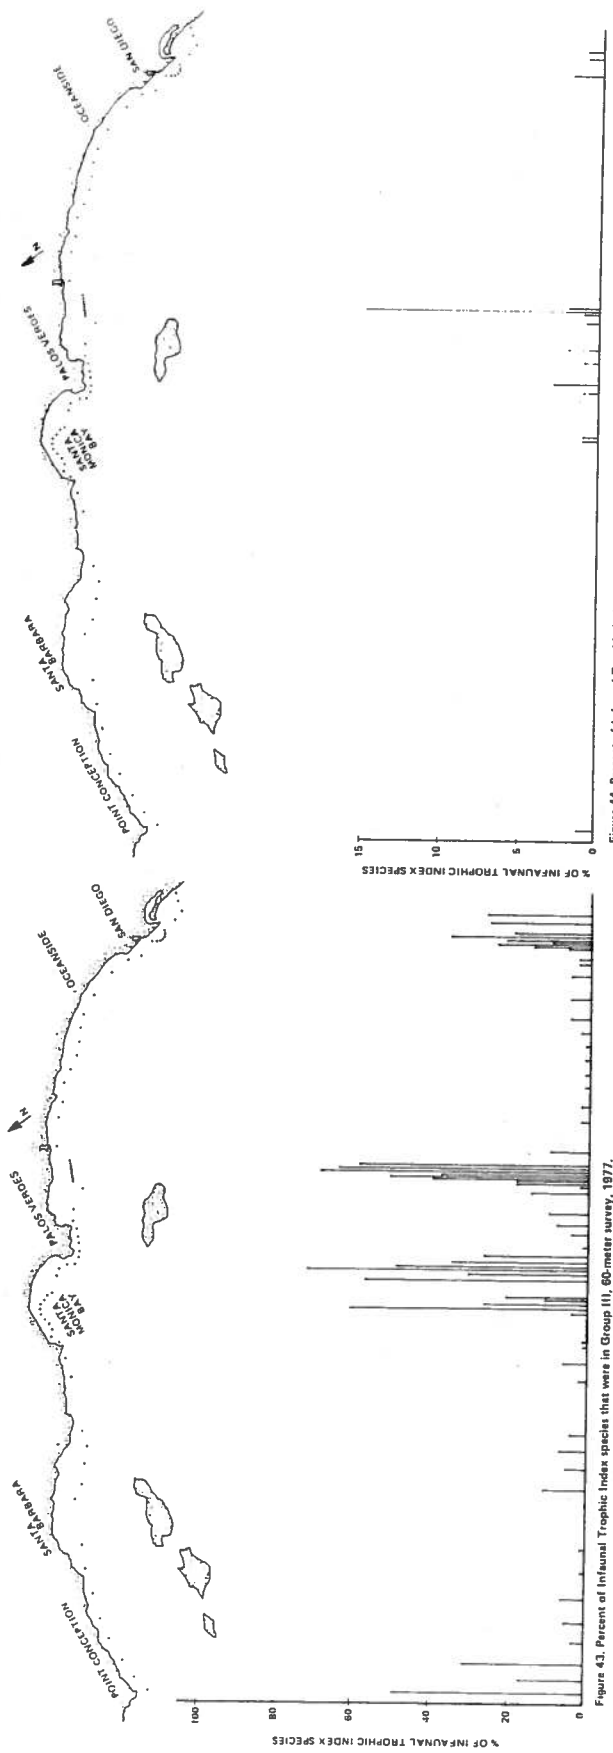 POINT CONCEPTION
SANTA
BARBARA
SANTA
MONICA
BAY
PALOS VERDES
N
OCEANSIDE
SAN DIEGO
% OF INFAUNAL TROPHIC INDEX SPECIES
100
80
60
40
20
0
Figure 43. Percent of Infaunal Trophic Index species that were in Group III, 60-meter survey, 1977.
POINT CONCEPTION
SANTA
BARBARA
SANTA
MONICA
BAY
PALOS VERDES
N
OCEANSIDE
SAN DIEGO
% OF INFAUNAL TROPHIC INDEX SPECIES
15
10
5
0